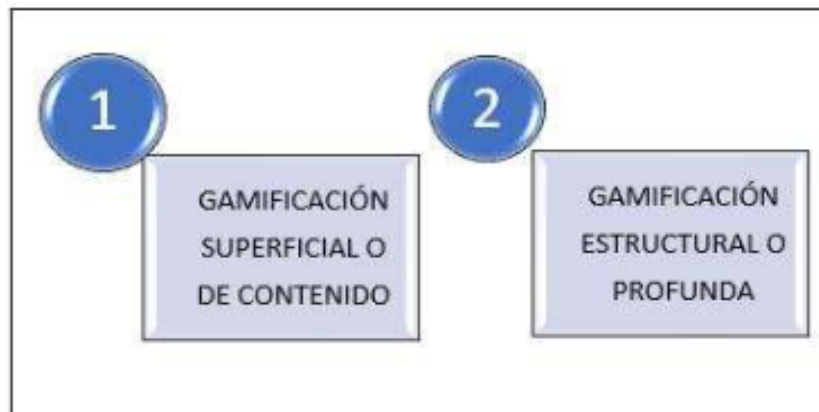 1
GAMIFICACIÓN
SUPERFICIAL O
DE CONTENIDO
2
GAMIFICACIÓN
ESTRUCTURAL O
PROFUNDA